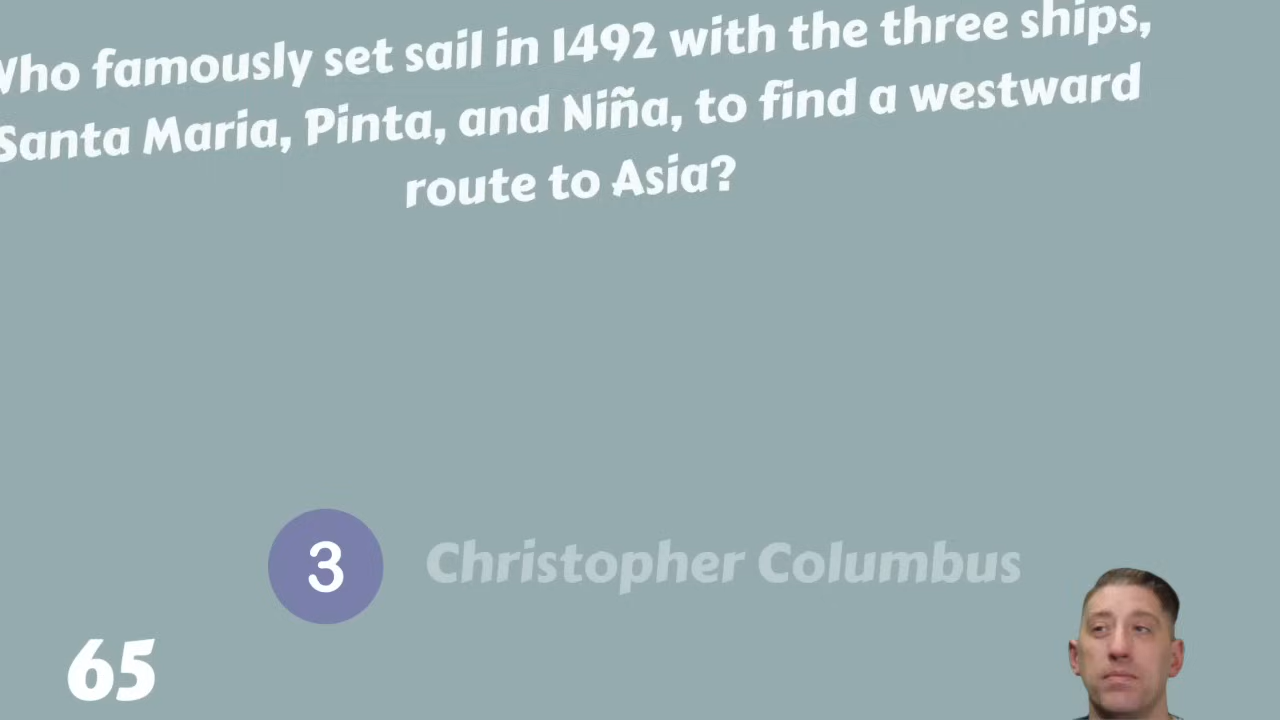 Who famously set sail in 1492 with the three ships,
Santa Maria, Pinta, and Niña, to find a westward
route to Asia?
3 Christopher Columbus
65